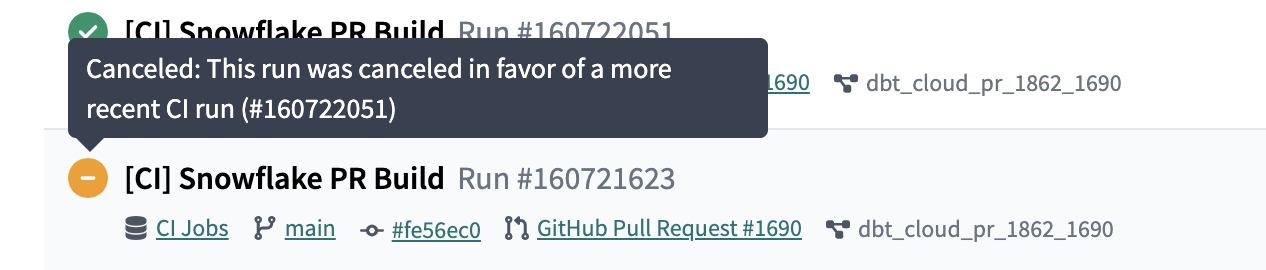 [CI] Snowflake PR Build Run #160722051
Canceled: This run was canceled in favor of a more
recent CI run (#160722051)
1690 dbt_cloud_pr_1862_1690
[CI] Snowflake PR Build Run #160721623
CI Jobs main #fe56ec0 GitHub Pull Request #1690 dbt_cloud_pr_1862_1690